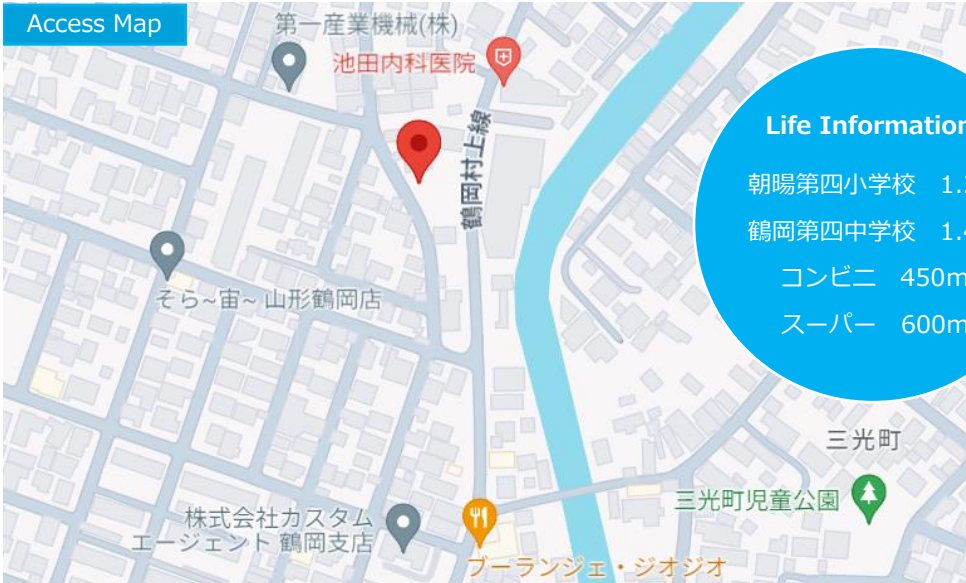 Access Map
第一産業機械(株)
池田内科医院
鶴岡村上線
そら~宙~ 山形鶴岡店
Life Information
朝暘第四小学校　1.
鶴岡第四中学校　1.4
コンビニ　450m
スーパー　600m
三光町
三光町児童公園
株式会社カスタム
エージェント 鶴岡支店
ブーランジェ・ジオジオ